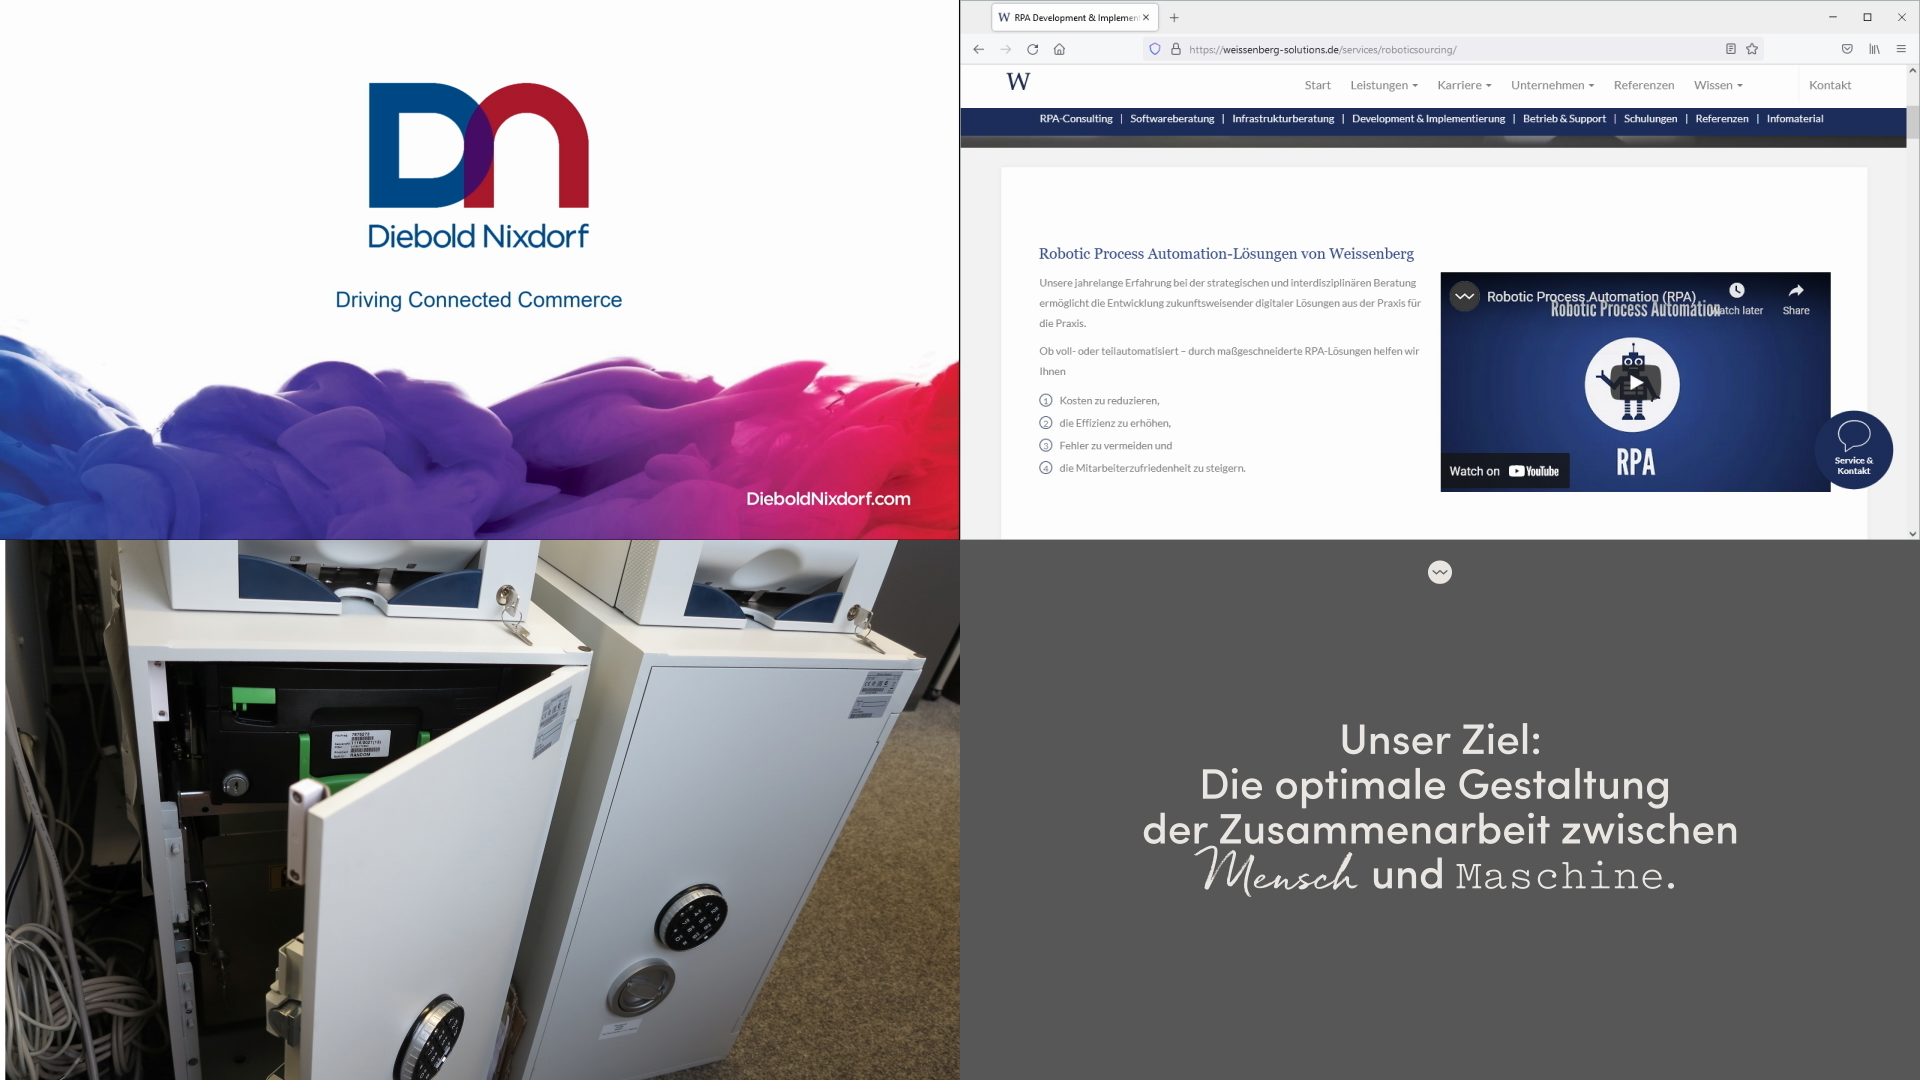 Diebold Nixdorf
Driving Connected Commerce
DieboldNixdorf.com
W RPA Development & Implemen
https://weissenberg-solutions.de/services/roboticsourcing/
W
Start Leistungen Karriere Unternehmen Referenzen Wissen Kontakt
RPA-Consulting | Softwareberatung | Infrastrukturberatung | Development & Implementierung | Betrieb & Support | Schulungen | Referenzen | Infomaterial
Robotic Process Automation-Lösungen von Weissenberg
Unsere jahrelange Erfahrung bei der strategischen und interdisziplinären Beratung
ermöglicht die Entwicklung zukunftsweisender digitaler Lösungen aus der Praxis für
die Praxis.
Ob voll- oder teilautomatisiert – durch maßgeschneiderte RPA-Lösungen helfen wir
Ihnen
1 Kosten zu reduzieren,
2 die Effizienz zu erhöhen,
3 Fehler zu vermeiden und
4 die Mitarbeiterzufriedenheit zu steigern.
Robotic Process Automation (RPA)
Robotic Process Automation
Watch later
Share
RPA
Watch on YouTube
Service &
Kontakt
Unser Ziel:
Die optimale Gestaltung
der Zusammenarbeit zwischen
Mensch und Maschine.